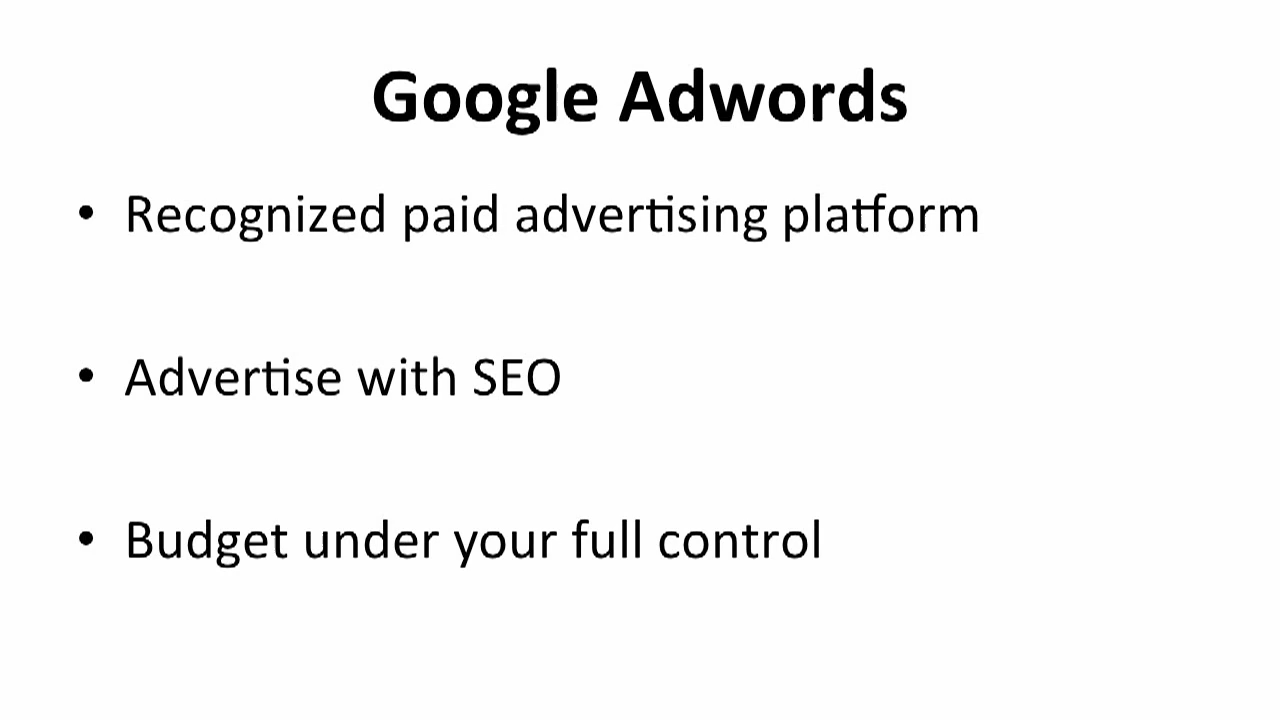 Google Adwords
• Recognized paid advertising platform
• Advertise with SEO
• Budget under your full control